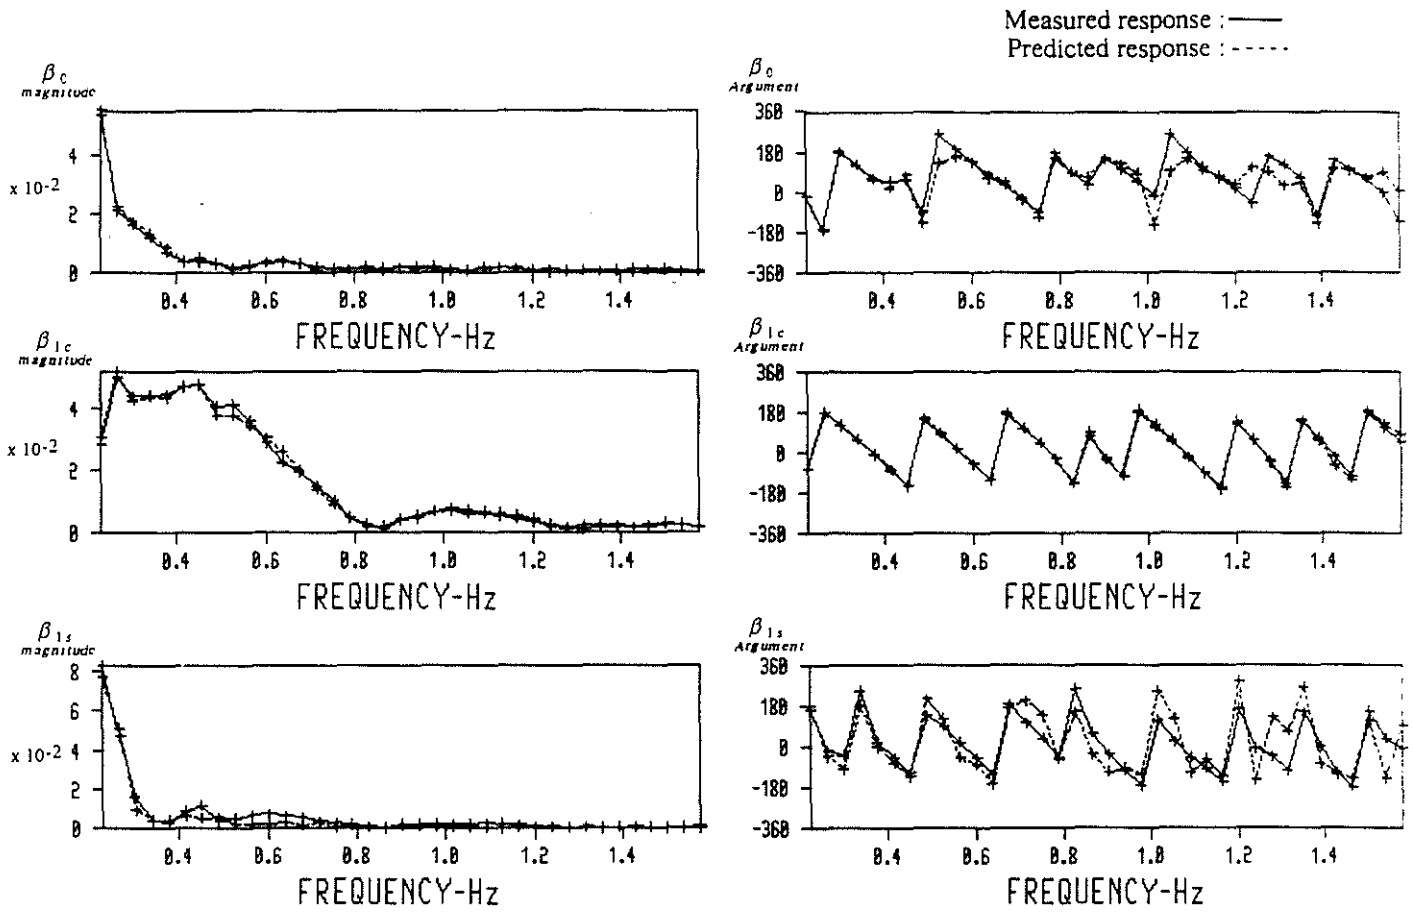 Measured response :
Predicted response :
β0
magnitude
4
x 10-2
2
0
0.4 0.6 0.8 1.0 1.2 1.4
FREQUENCY-Hz
β0
Argument
360
180
0
-180
-360
0.4 0.6 0.8 1.0 1.2 1.4
FREQUENCY-Hz
β1c
magnitude
4
x 10-2
2
0
0.4 0.6 0.8 1.0 1.2 1.4
FREQUENCY-Hz
β1c
Argument
360
180
0
-180
-360
0.4 0.6 0.8 1.0 1.2 1.4
FREQUENCY-Hz
β1s
magnitude
8
6
4
x 10-2
2
0
0.4 0.6 0.8 1.0 1.2 1.4
FREQUENCY-Hz
β1s
Argument
360
180
0
-180
-360
0.4 0.6 0.8 1.0 1.2 1.4
FREQUENCY-Hz